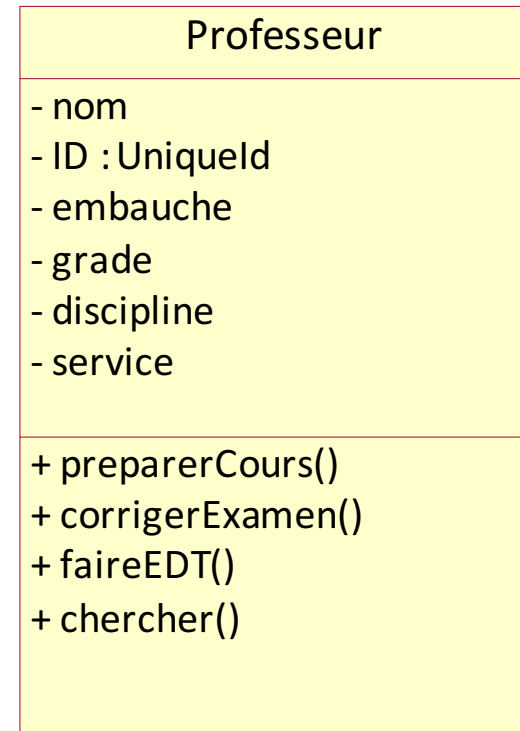 Professeur
- nom
- ID : UniqueId
- embauche
- grade
- discipline
- service
+ preparerCours()
+ corrigerExamen()
+ faireEDT()
+ chercher()